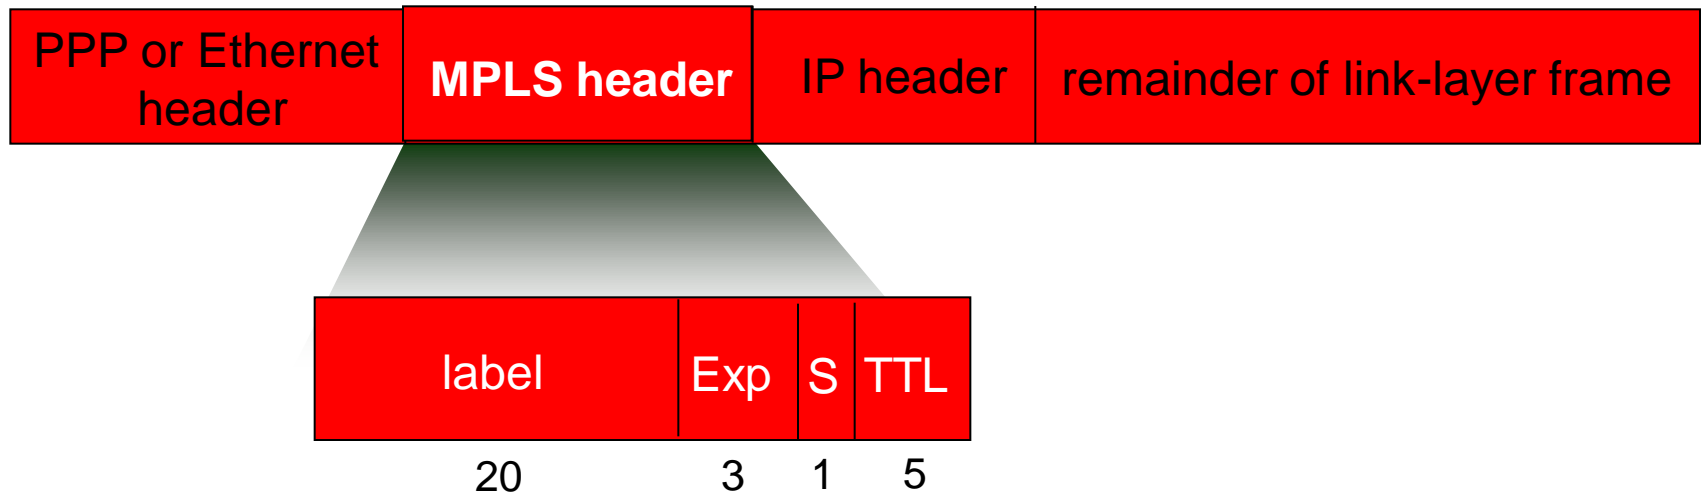 PPP or Ethernet
header
MPLS header
IP header
remainder of link-layer frame
label
Exp
S
TTL
20
3
1
5